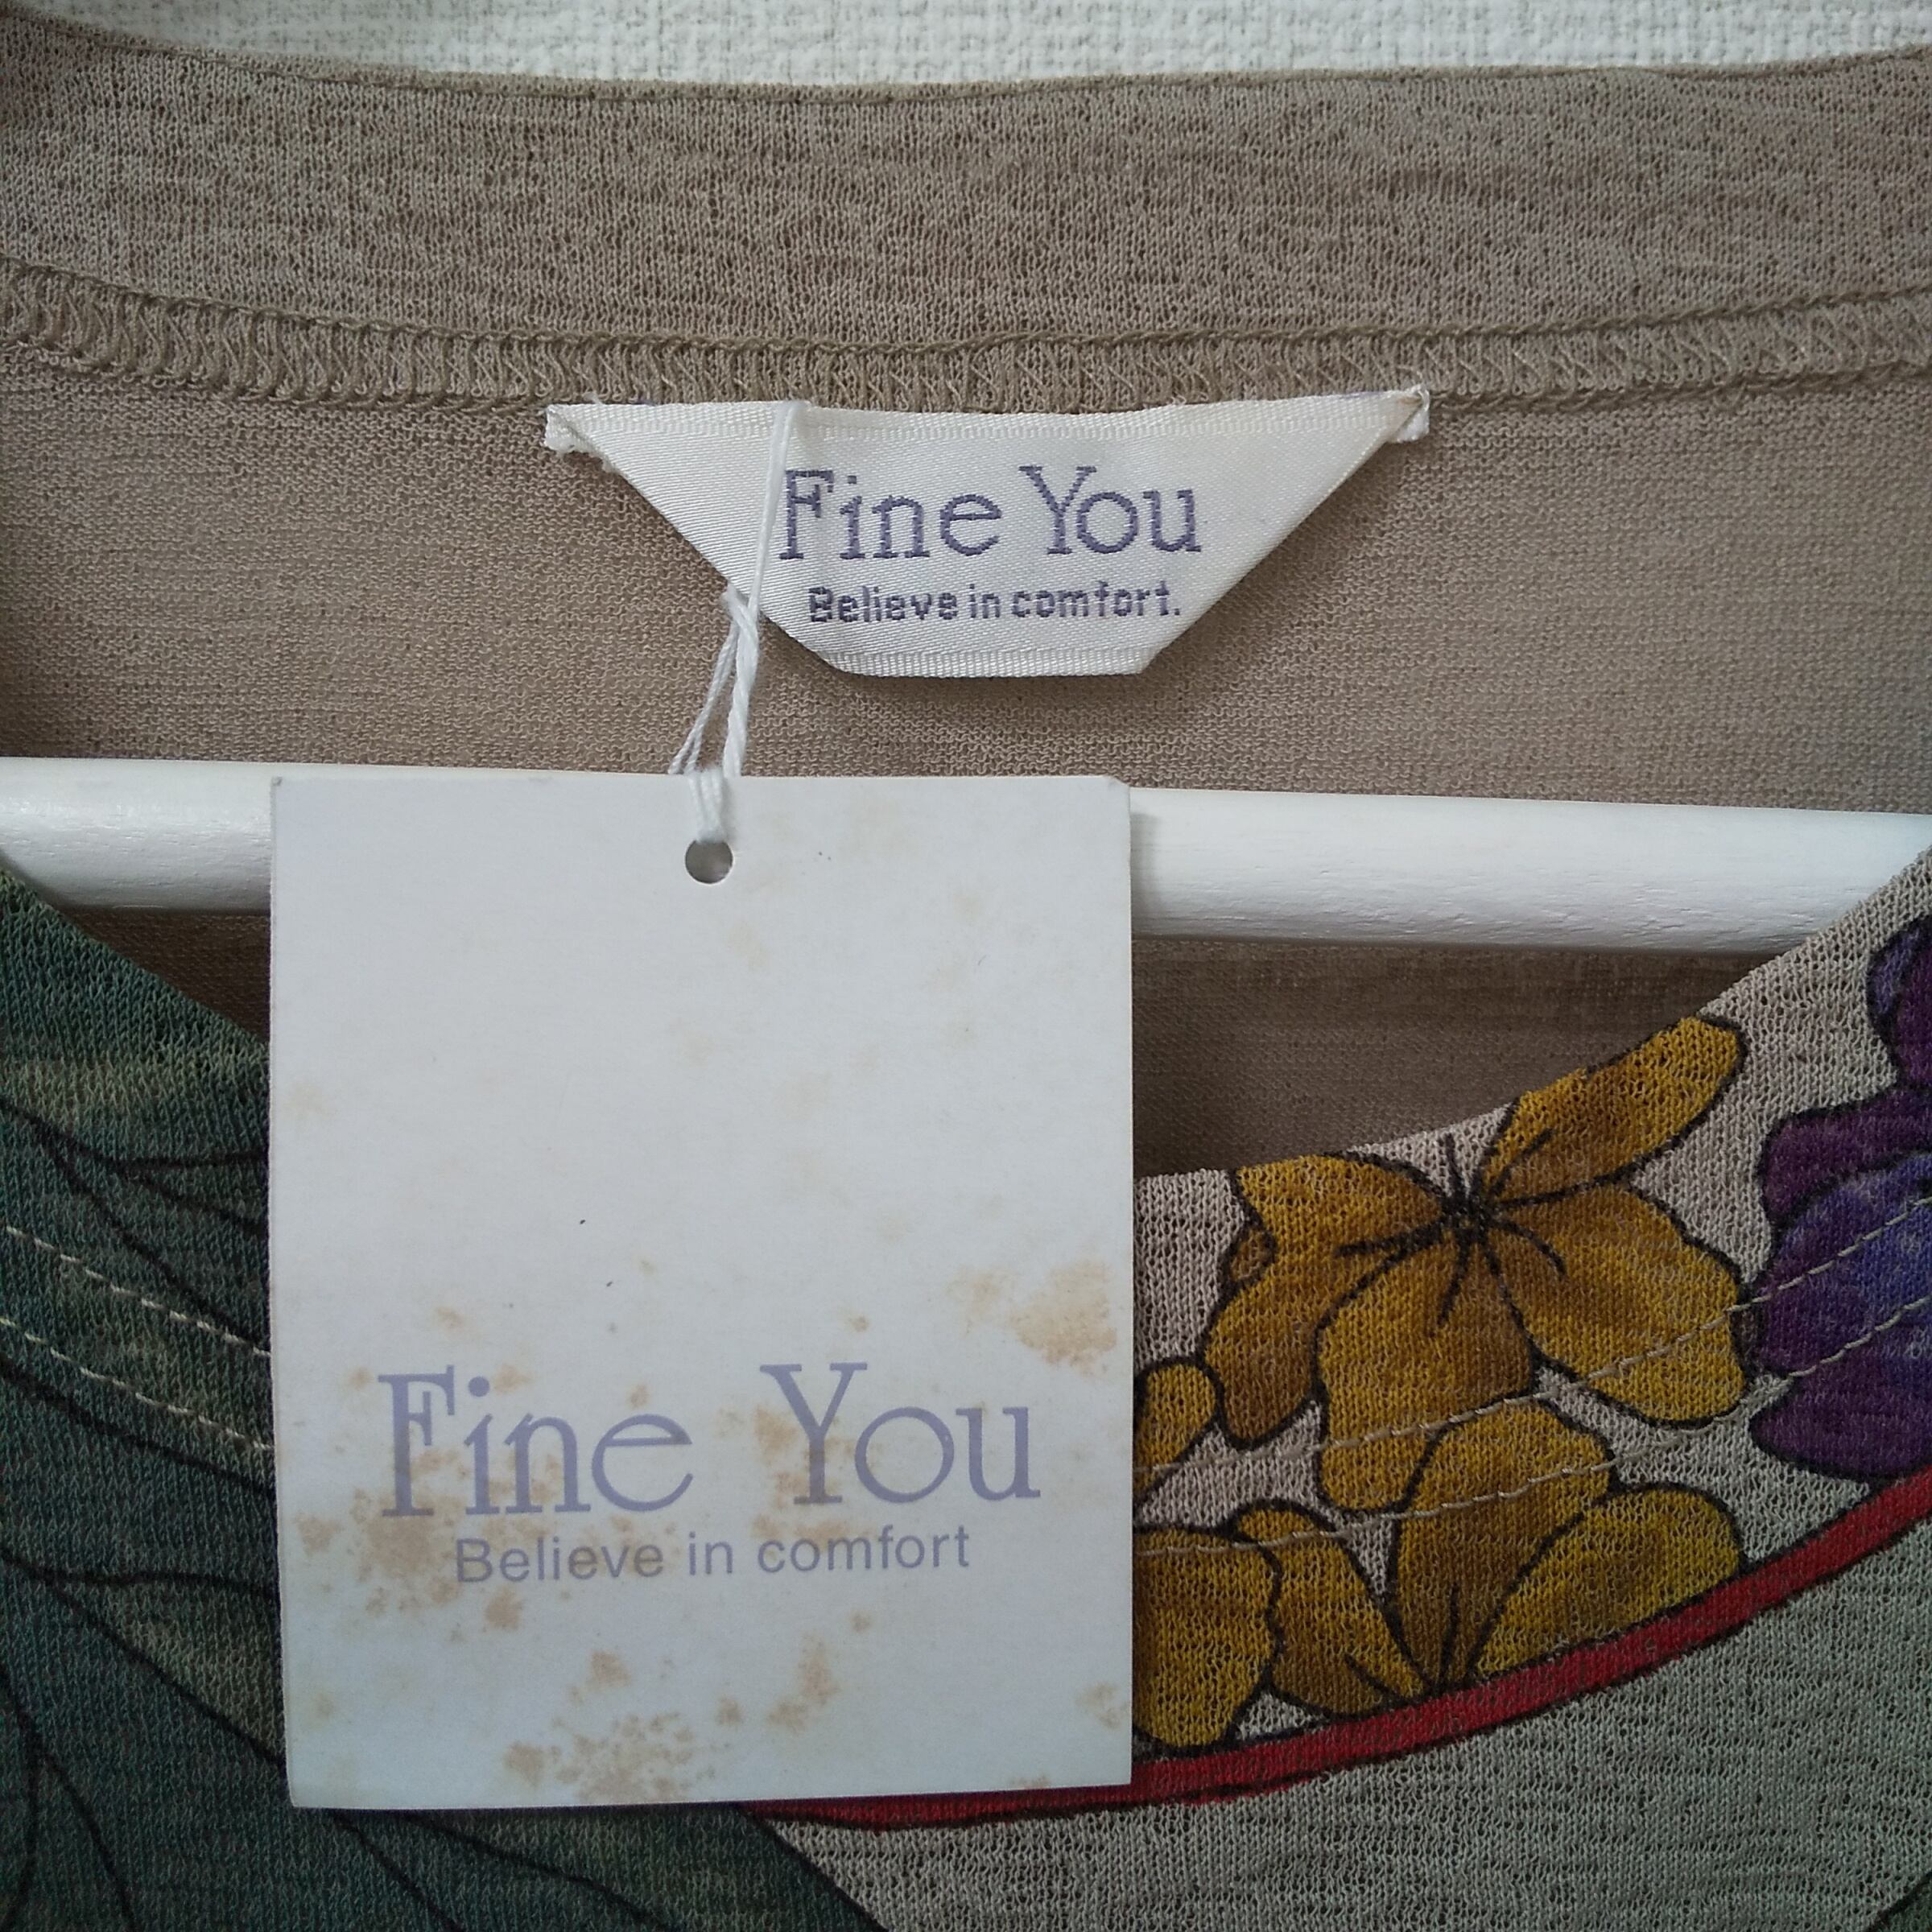 Fine You
Believe in comfort.
Fine You
Believe in comfort